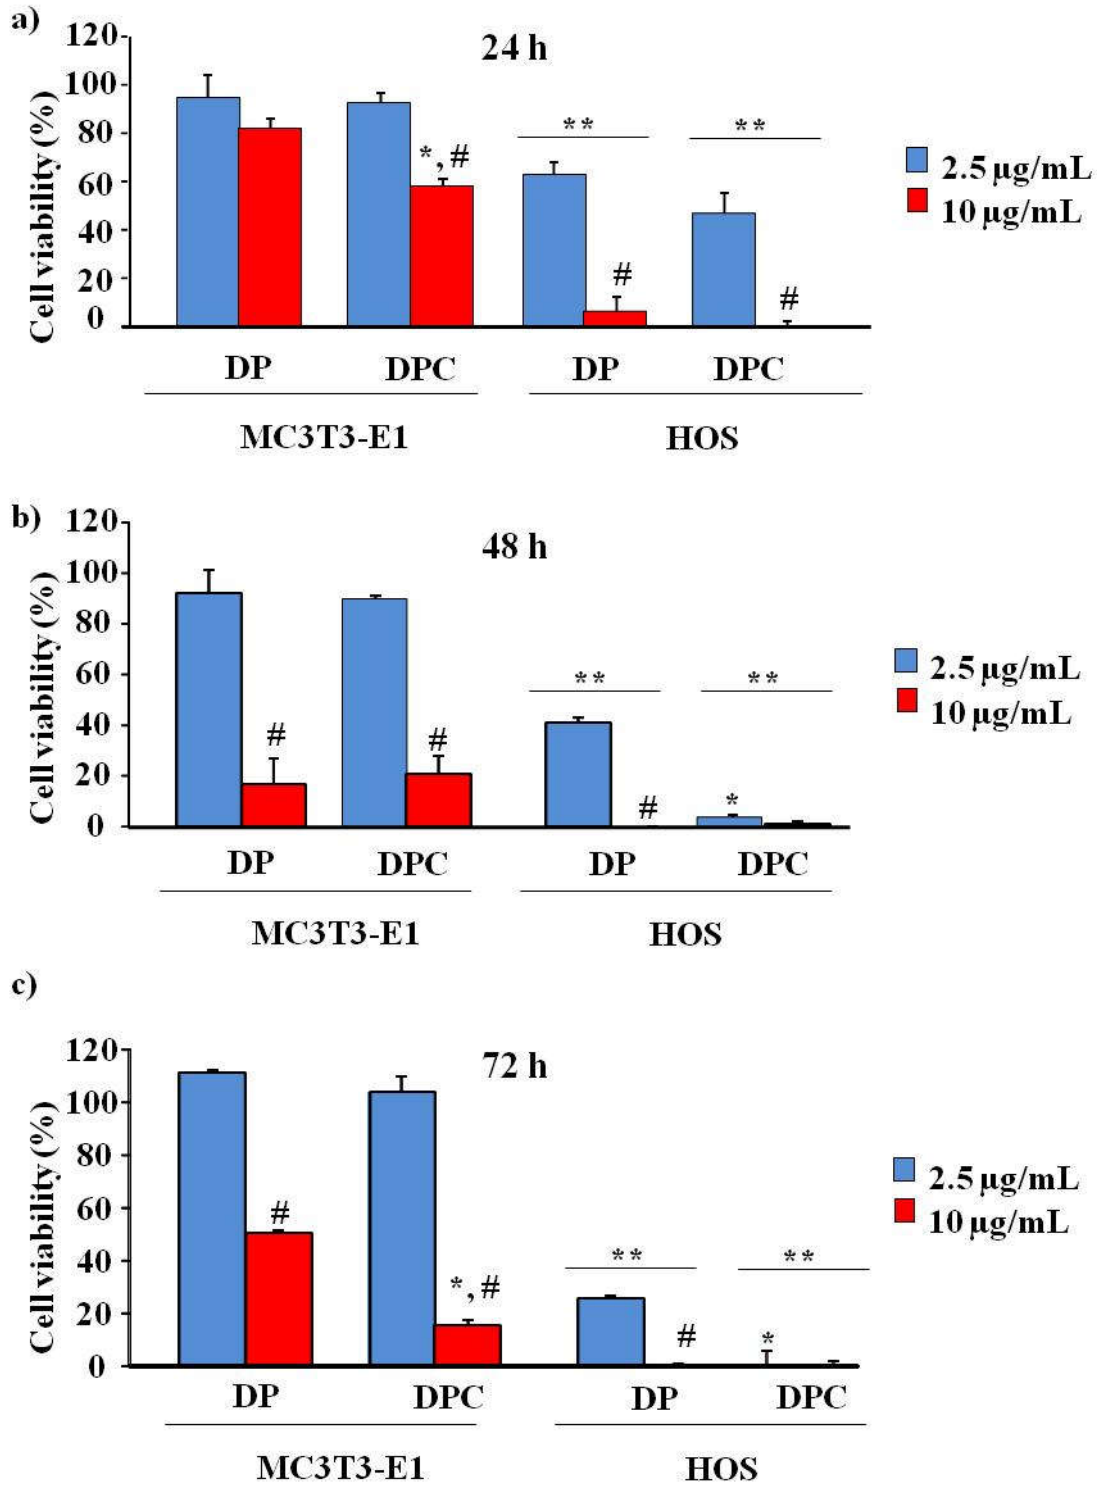 a)
24 h
120
100
80
60
40
20
0
Cell viability (%)
*, #
**
**
#
#
2.5 µg/mL
10 µg/mL
DP DPC DP DPC
MC3T3-E1 HOS
b)
48 h
120
100
80
60
40
20
0
Cell viability (%)
#
#
**
**
#
*
2.5 µg/mL
10 µg/mL
DP DPC DP DPC
MC3T3-E1 HOS
c)
72 h
120
100
80
60
40
20
0
Cell viability (%)
#
*, #
**
**
#
*
2.5 µg/mL
10 µg/mL
DP DPC DP DPC
MC3T3-E1 HOS